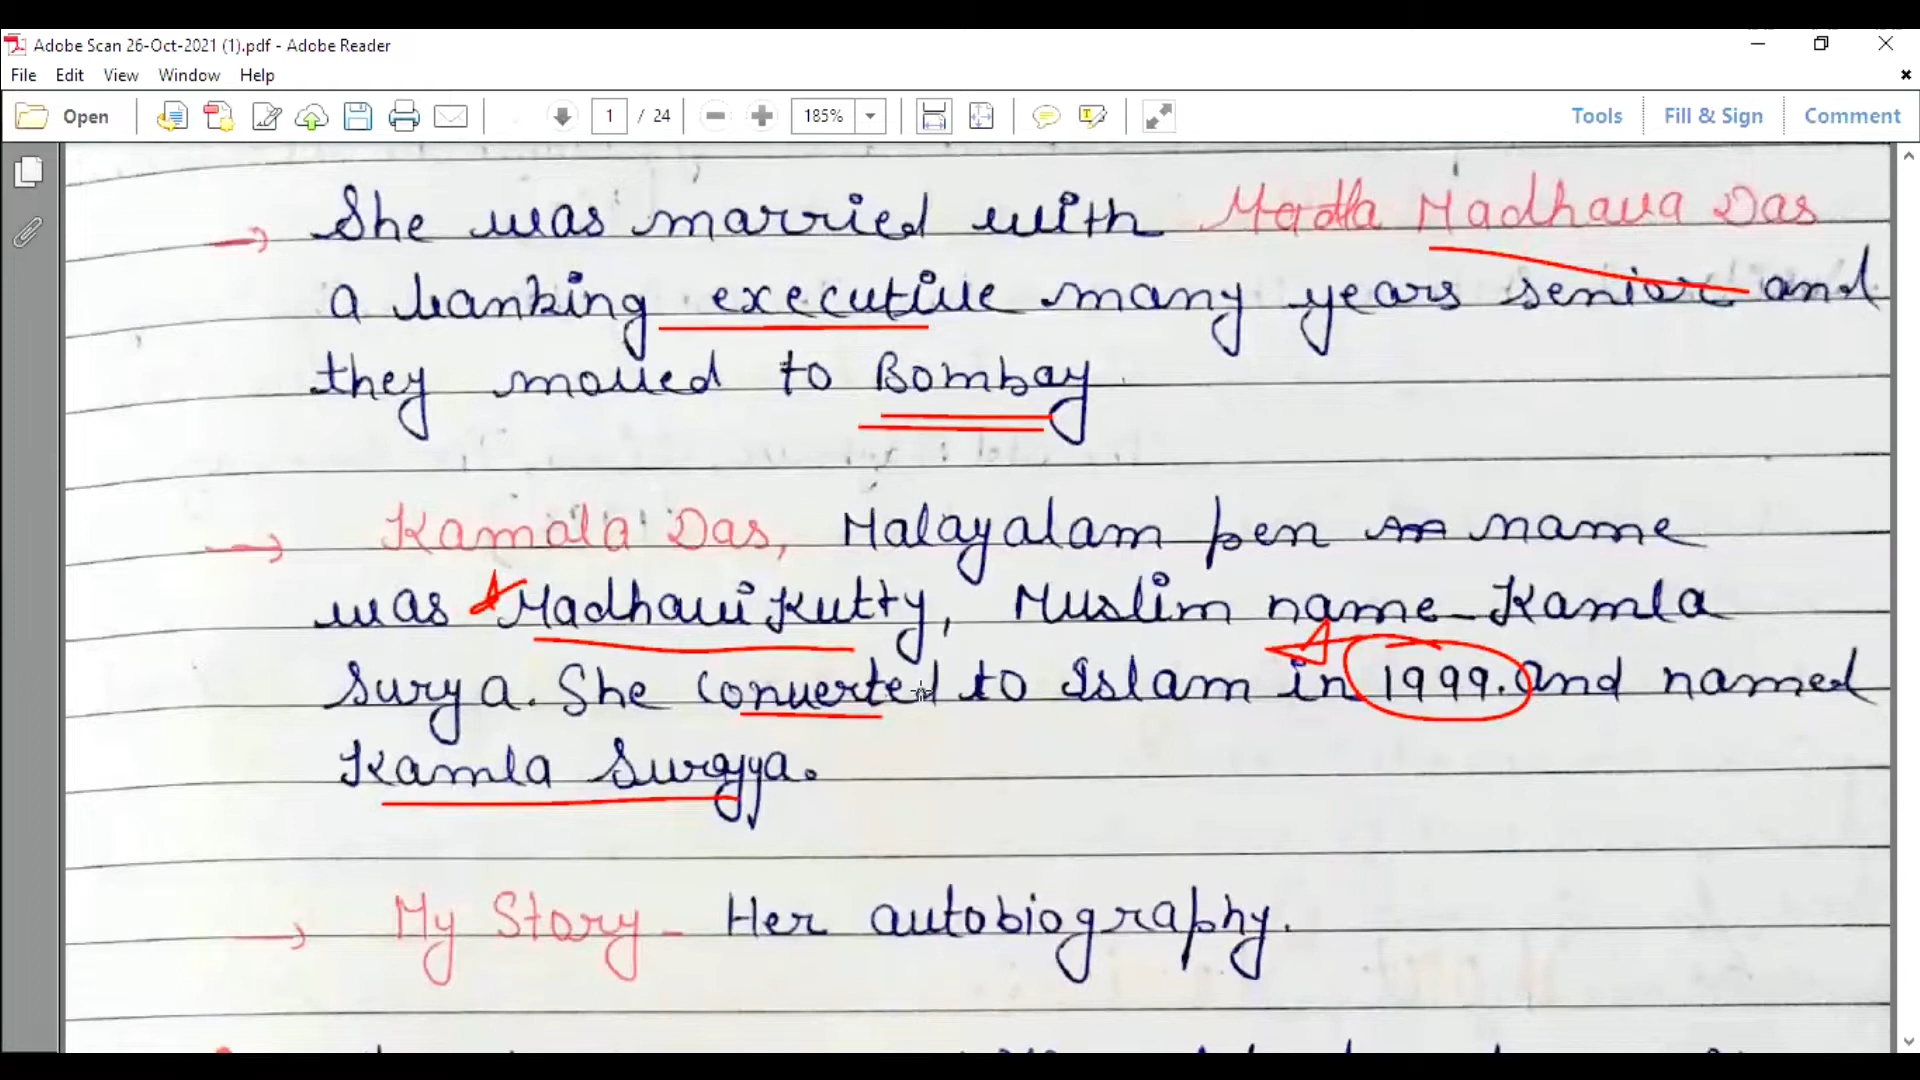 Adobe Scan 26-Oct-2021 (1).pdf - Adobe Reader
File Edit View Window Help
Open 1 / 24 185% Tools Fill & Sign Comment
→ She was married with Madha Madhava Das
a banking executive many years senior and
they moved to Bombay
→ Kamala Das, Malayalam pen name
was Madhavi Kutty, Muslim name - Kamla
Surya. She converted to Islam in 1999. and named
Kamla Surayya.
→ My Story - Her autobiography.